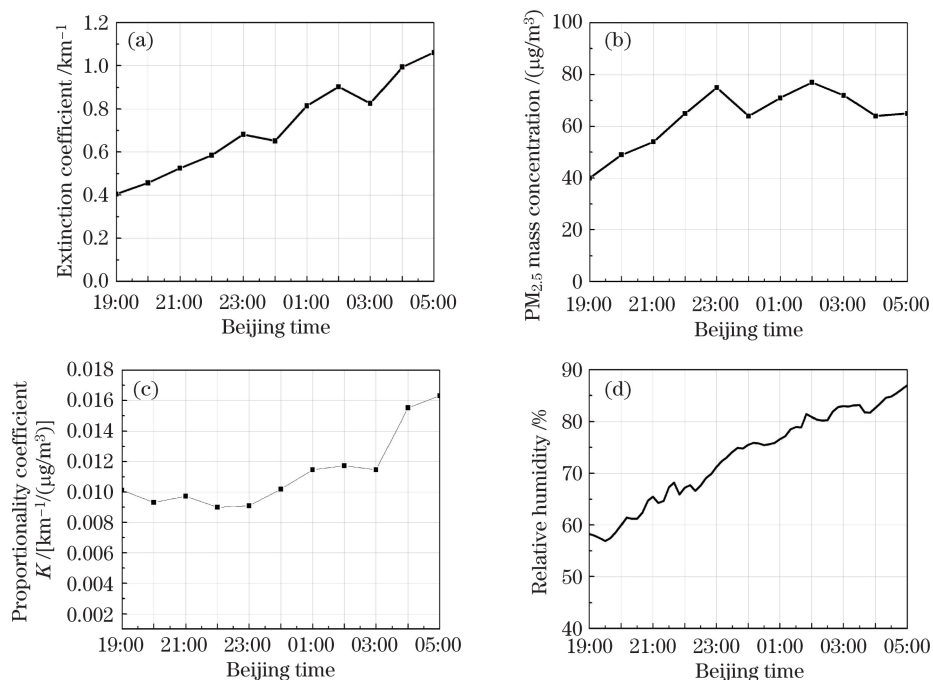 (a)
Extinction coefficient /km⁻¹
1.2
1.0
0.8
0.6
0.4
0.2
0.0
19:00 21:00 23:00 01:00 03:00 05:00
Beijing time
(b)
PM₂.₅ mass concentration /(μg/m³)
100
80
60
40
20
0
19:00 21:00 23:00 01:00 03:00 05:00
Beijing time
(c)
Proportionality coefficient
K /[km⁻¹/(μg/m³)]
0.018
0.016
0.014
0.012
0.010
0.008
0.006
0.004
0.002
19:00 21:00 23:00 01:00 03:00 05:00
Beijing time
(d)
Relative humidity /%
90
80
70
60
50
40
19:00 21:00 23:00 01:00 03:00 05:00
Beijing time